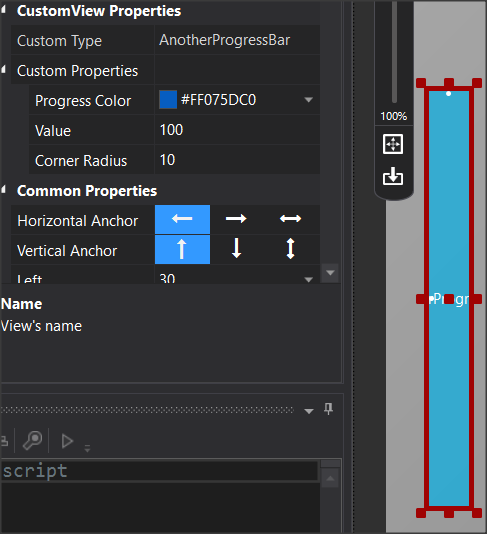 CustomView Properties
Custom Type AnotherProgressBar
Custom Properties
Progress Color #FF075DC0
Value 100
Corner Radius 10
Common Properties
Horizontal Anchor
Vertical Anchor
Left 30
Name
View's name
script
100%
Progr